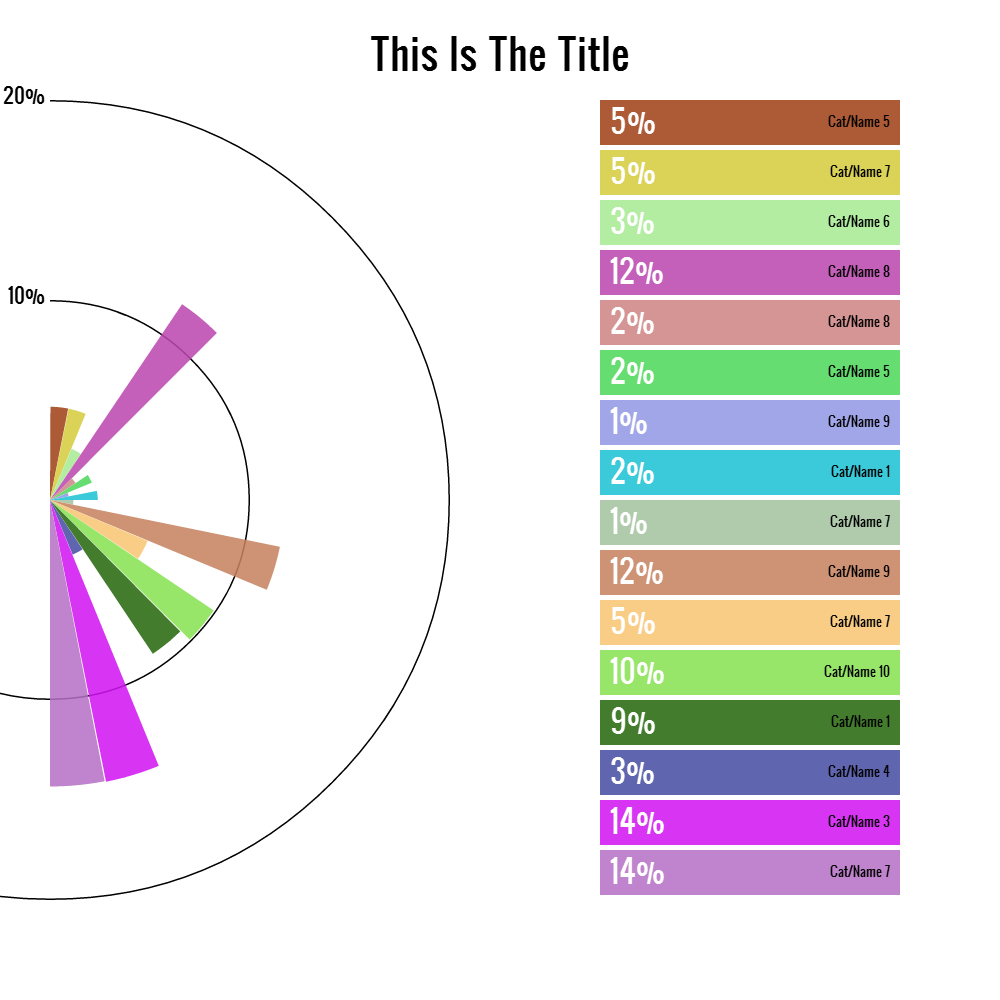 This Is The Title
20%
10%
5% Cat/Name 5
5% Cat/Name 7
3% Cat/Name 6
12% Cat/Name 8
2% Cat/Name 8
2% Cat/Name 5
1% Cat/Name 9
2% Cat/Name 1
1% Cat/Name 7
12% Cat/Name 9
5% Cat/Name 7
10% Cat/Name 10
9% Cat/Name 1
3% Cat/Name 4
14% Cat/Name 3
14% Cat/Name 7